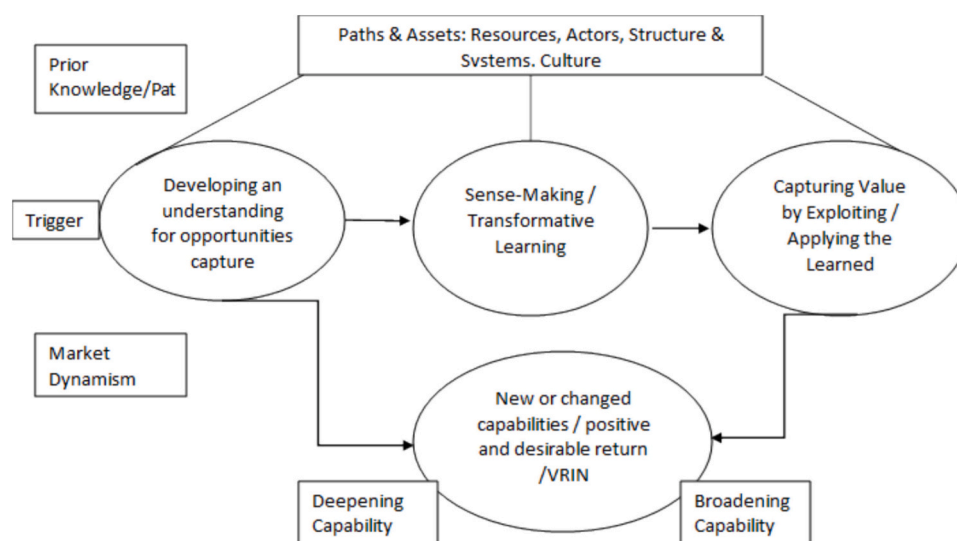 Paths & Assets: Resources, Actors, Structure &
Svstems. Culture
Prior
Knowledge/Pat
Developing an
understanding
for opportunities
capture
Sense-Making /
Transformative
Learning
Capturing Value
by Exploiting /
Applying the
Learned
Trigger
Market
Dynamism
New or changed
capabilities / positive
and desirable return
/VRIN
Deepening
Capability
Broadening
Capability